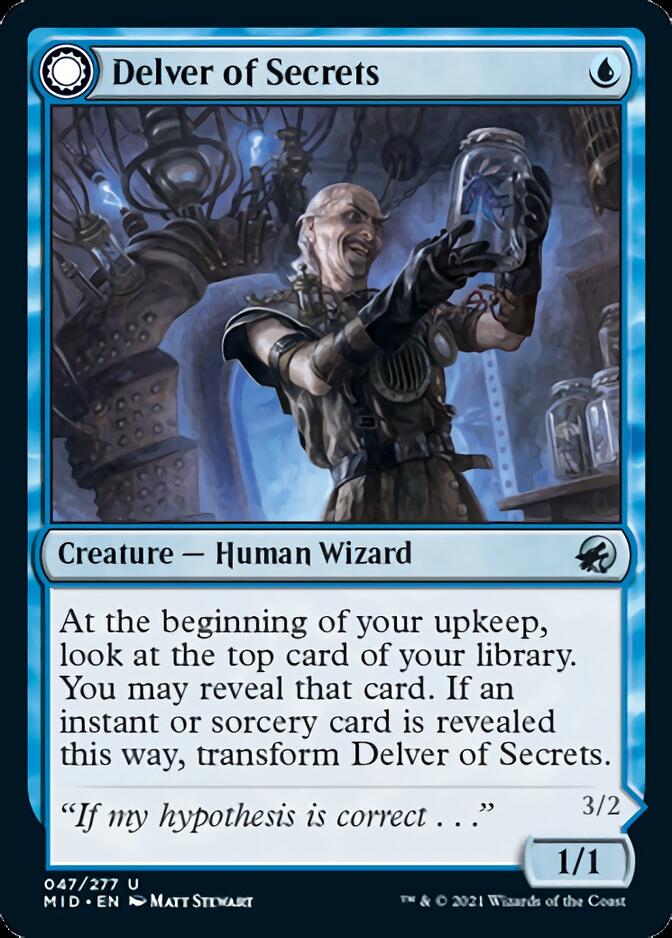 Delver of Secrets
Creature — Human Wizard
At the beginning of your upkeep,
look at the top card of your library.
You may reveal that card. If an
instant or sorcery card is revealed
this way, transform Delver of Secrets.
“If my hypothesis is correct . . .”
3/2
1/1
047/277 U
MID • EN Matt Stewart
™ & © 2021 Wizards of the Coast